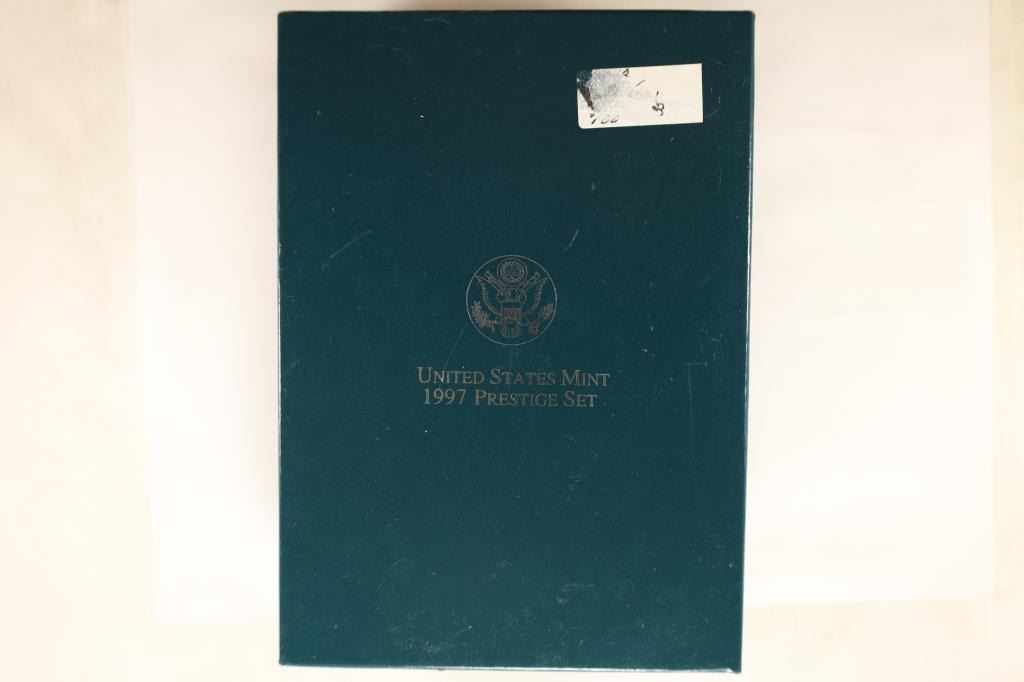 UNITED STATES MINT
1997 PRESTIGE SET